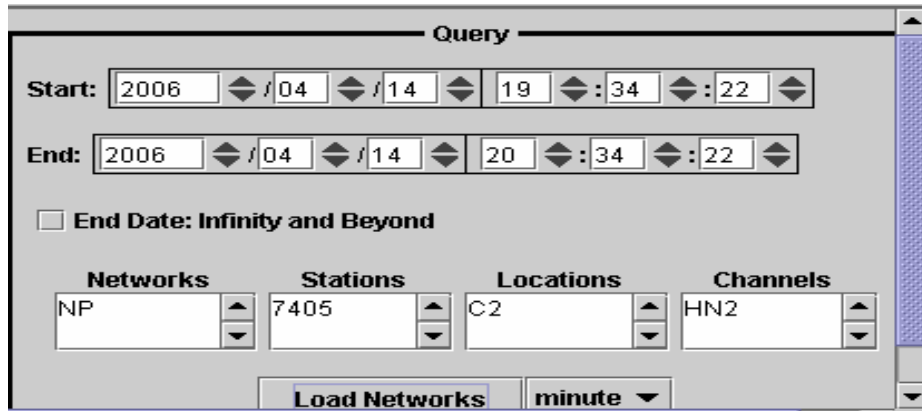 Query
Start: 2006 / 04 / 14 19 : 34 : 22
End: 2006 / 04 / 14 20 : 34 : 22
End Date: Infinity and Beyond
Networks Stations Locations Channels
NP 7405 C2 HN2
Load Networks minute